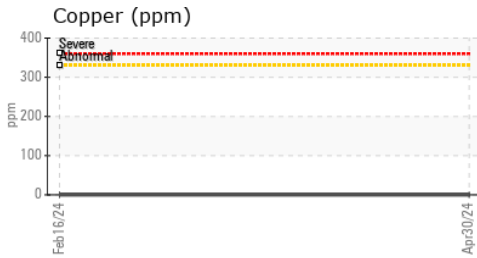 Copper (ppm)
400
Severe
Abnormal
300
ppm
200
100
0
Feb16/24
Apr30/24